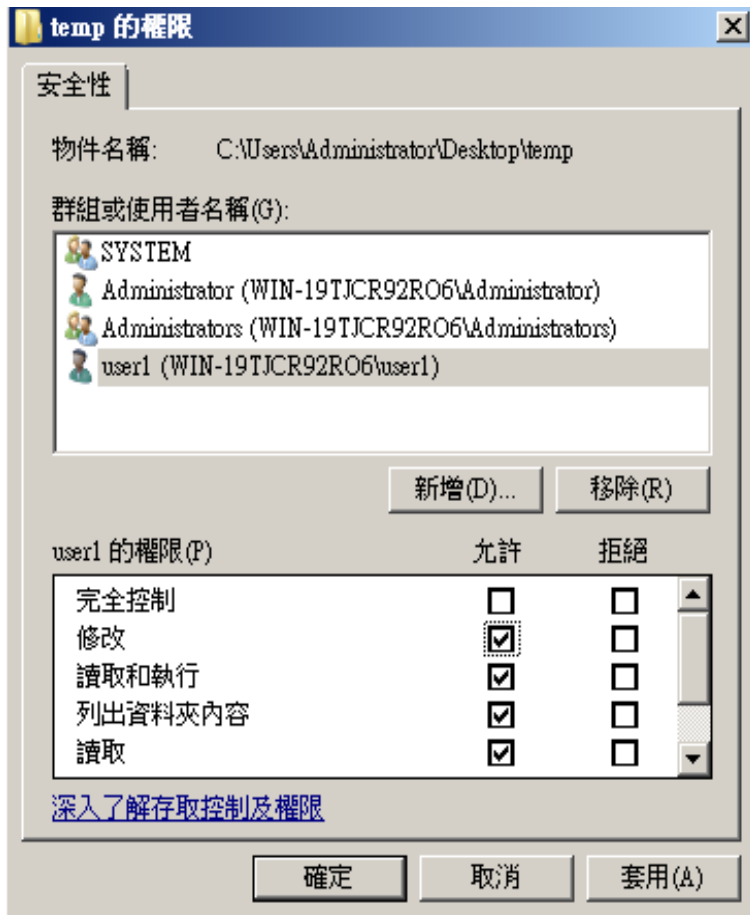 temp 的權限
安全性
物件名稱: C:\Users\Administrator\Desktop\temp
群組或使用者名稱(G):
SYSTEM
Administrator (WIN-19TJCR92RO6\Administrator)
Administrators (WIN-19TJCR92RO6\Administrators)
user1 (WIN-19TJCR92RO6\user1)
新增(D)... 移除(R)
user1 的權限(P) 允許 拒絕
完全控制
修改
讀取和執行
列出資料夾內容
讀取
深入了解存取控制及權限
確定 取消 套用(A)